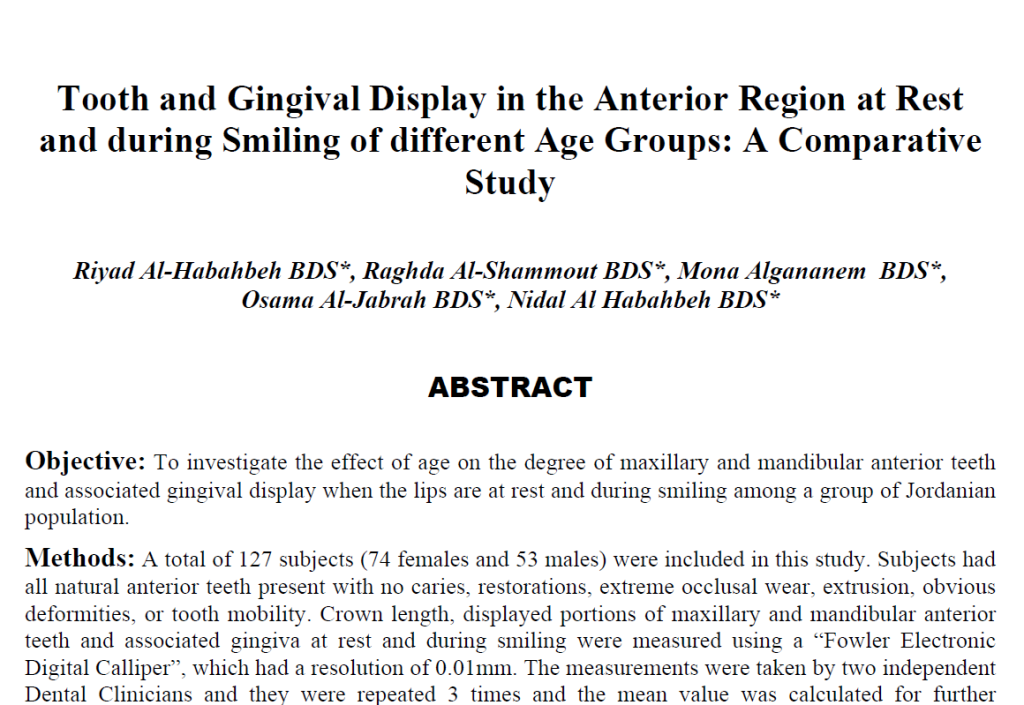 Tooth and Gingival Display in the Anterior Region at Rest
and during Smiling of different Age Groups: A Comparative
Study
Riyad Al-Habahbeh BDS*, Raghda Al-Shammout BDS*, Mona Algananem BDS*,
Osama Al-Jabrah BDS*, Nidal Al Habahbeh BDS*
ABSTRACT
Objective: To investigate the effect of age on the degree of maxillary and mandibular anterior teeth
and associated gingival display when the lips are at rest and during smiling among a group of Jordanian
population.
Methods: A total of 127 subjects (74 females and 53 males) were included in this study. Subjects had
all natural anterior teeth present with no caries, restorations, extreme occlusal wear, extrusion, obvious
deformities, or tooth mobility. Crown length, displayed portions of maxillary and mandibular anterior
teeth and associated gingiva at rest and during smiling were measured using a “Fowler Electronic
Digital Calliper”, which had a resolution of 0.01mm. The measurements were taken by two independent
Dental Clinicians and they were repeated 3 times and the mean value was calculated for further